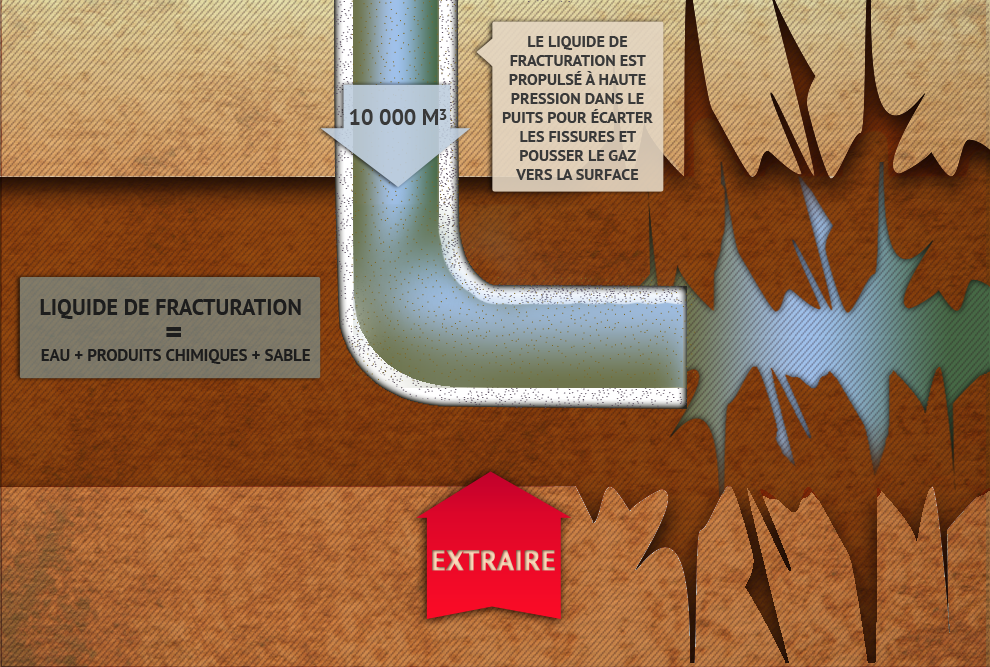 10 000 M³
LE LIQUIDE DE
FRACTURATION EST
PROPULSÉ À HAUTE
PRESSION DANS LE
PUITS POUR ÉCARTER
LES FISSURES ET
POUSSER LE GAZ
VERS LA SURFACE
LIQUIDE DE FRACTURATION
=
EAU + PRODUITS CHIMIQUES + SABLE
EXTRAIRE